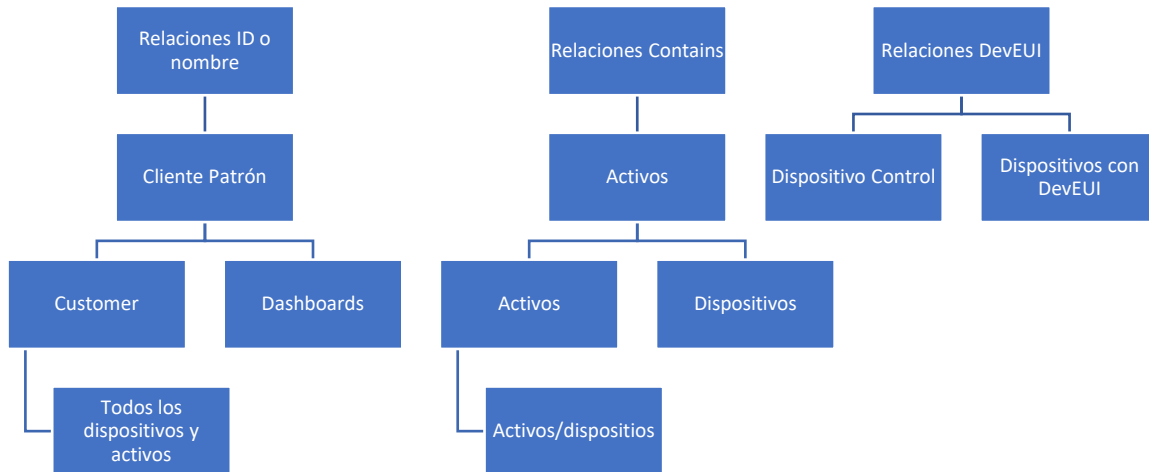 Relaciones ID o
nombre
Relaciones Contains
Relaciones DevEUI
Cliente Patrón
Activos
Dispositivo Control
Dispositivos con
DevEUI
Customer
Dashboards
Activos
Dispositivos
Todos los
dispositivos y
activos
Activos/dispositios